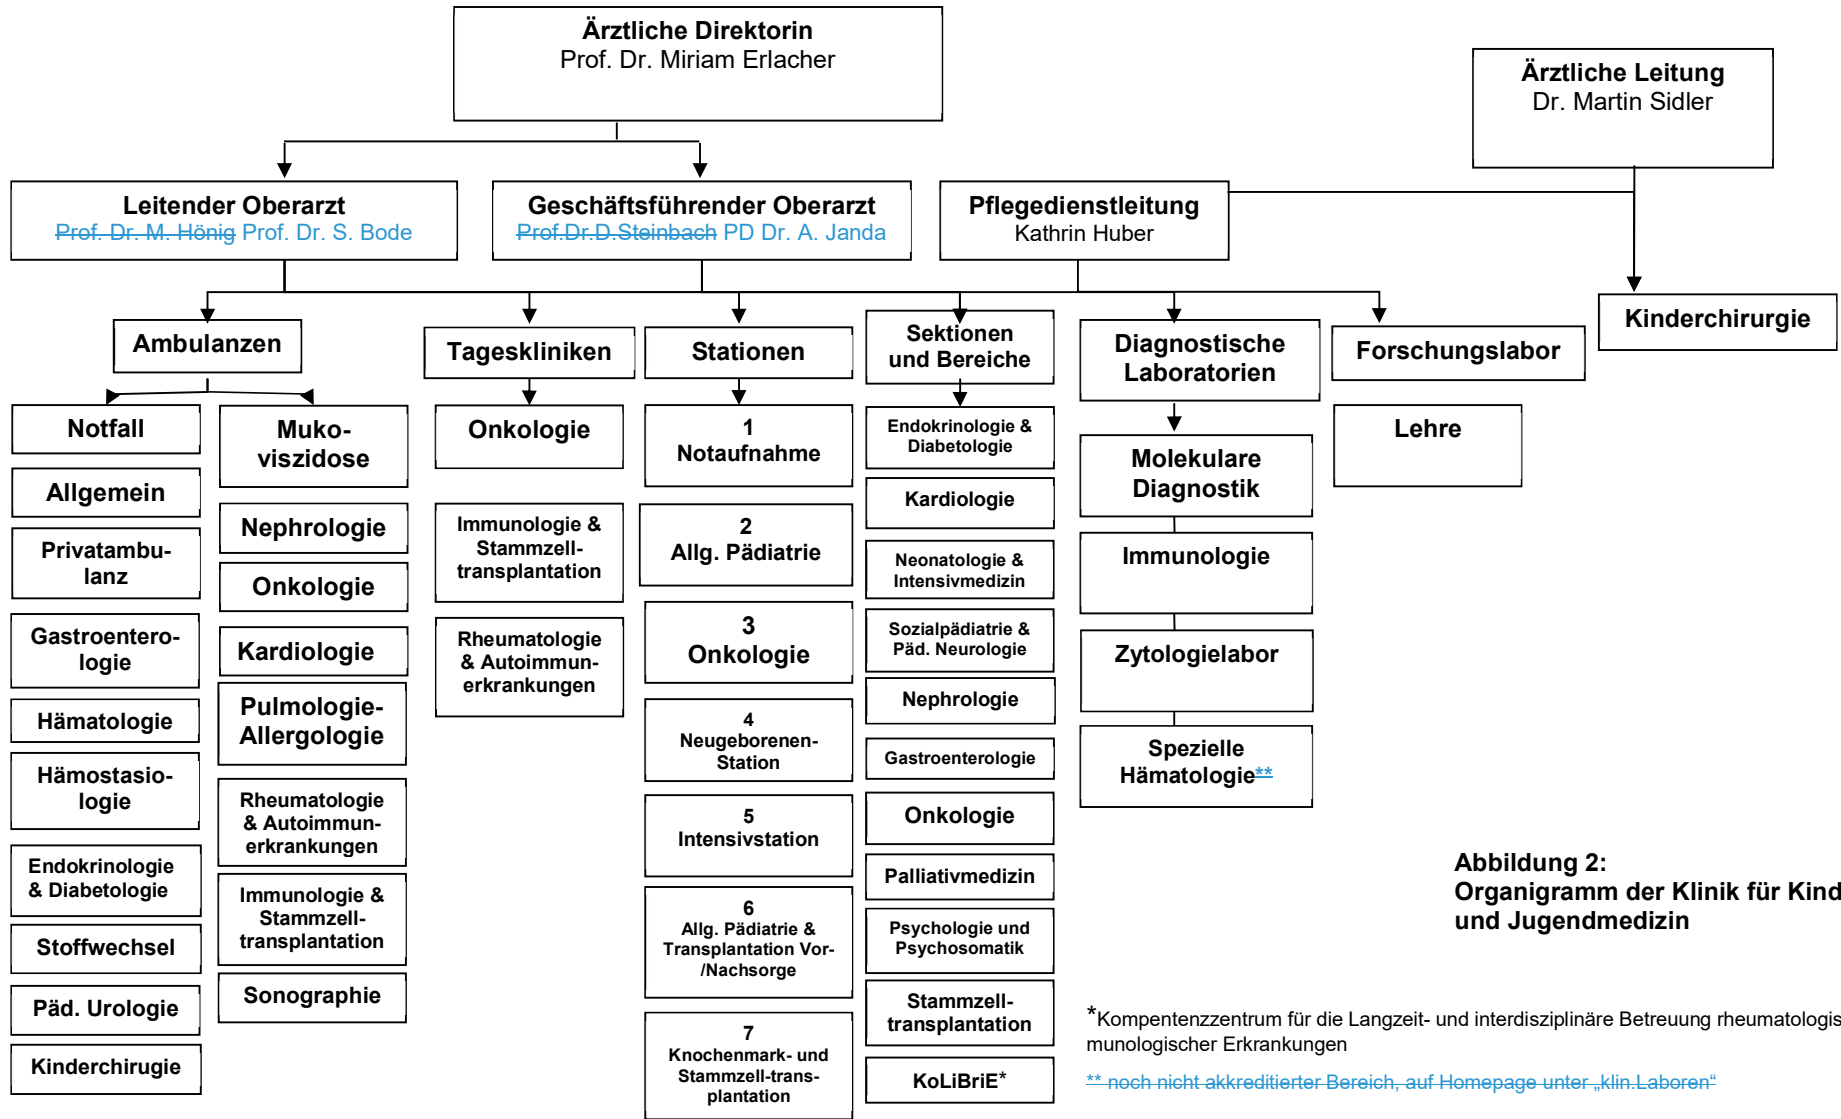 Ärztliche Direktorin
Prof. Dr. Miriam Erlacher
Ärztliche Leitung
Dr. Martin Sidler
Leitender Oberarzt
Prof. Dr. M. Hönig Prof. Dr. S. Bode
Geschäftsführender Oberarzt
Prof.Dr.D.Steinbach PD Dr. A. Janda
Pflegedienstleitung
Kathrin Huber
Ambulanzen
Tageskliniken
Stationen
Sektionen
und Bereiche
Diagnostische
Laboratorien
Forschungslabor
Kinderchirurgie
Notfall
Allgemein
Privatambu-
lanz
Gastroentero-
logie
Hämatologie
Hämostasio-
logie
Endokrinologie
& Diabetologie
Stoffwechsel
Päd. Urologie
Kinderchirugie
Muko-
viszidose
Nephrologie
Onkologie
Kardiologie
Pulmologie-
Allergologie
Rheumatologie
& Autoimmun-
erkrankungen
Immunologie &
Stammzell-
transplantation
Sonographie
Onkologie
Immunologie &
Stammzell-
transplantation
Rheumatologie
& Autoimmun-
erkrankungen
1
Notaufnahme
2
Allg. Pädiatrie
3
Onkologie
4
Neugeborenen-
Station
5
Intensivstation
6
Allg. Pädiatrie &
Transplantation Vor-
/Nachsorge
7
Knochenmark- und
Stammzell-trans-
plantation
Endokrinologie &
Diabetologie
Kardiologie
Neonatologie &
Intensivmedizin
Sozialpädiatrie &
Päd. Neurologie
Nephrologie
Gastroenterologie
Onkologie
Palliativmedizin
Psychologie und
Psychosomatik
Stammzell-
transplantation
KoLiBriE*
Molekulare
Diagnostik
Immunologie
Zytologielabor
Spezielle
Hämatologie**
Lehre
Abbildung 2:
Organigramm der Klinik für Kind
und Jugendmedizin
*Kompentenzzentrum für die Langzeit- und interdisziplinäre Betreuung rheumatologis
munologischer Erkrankungen
** noch nicht akkreditierter Bereich, auf Homepage unter „klin.Laboren“